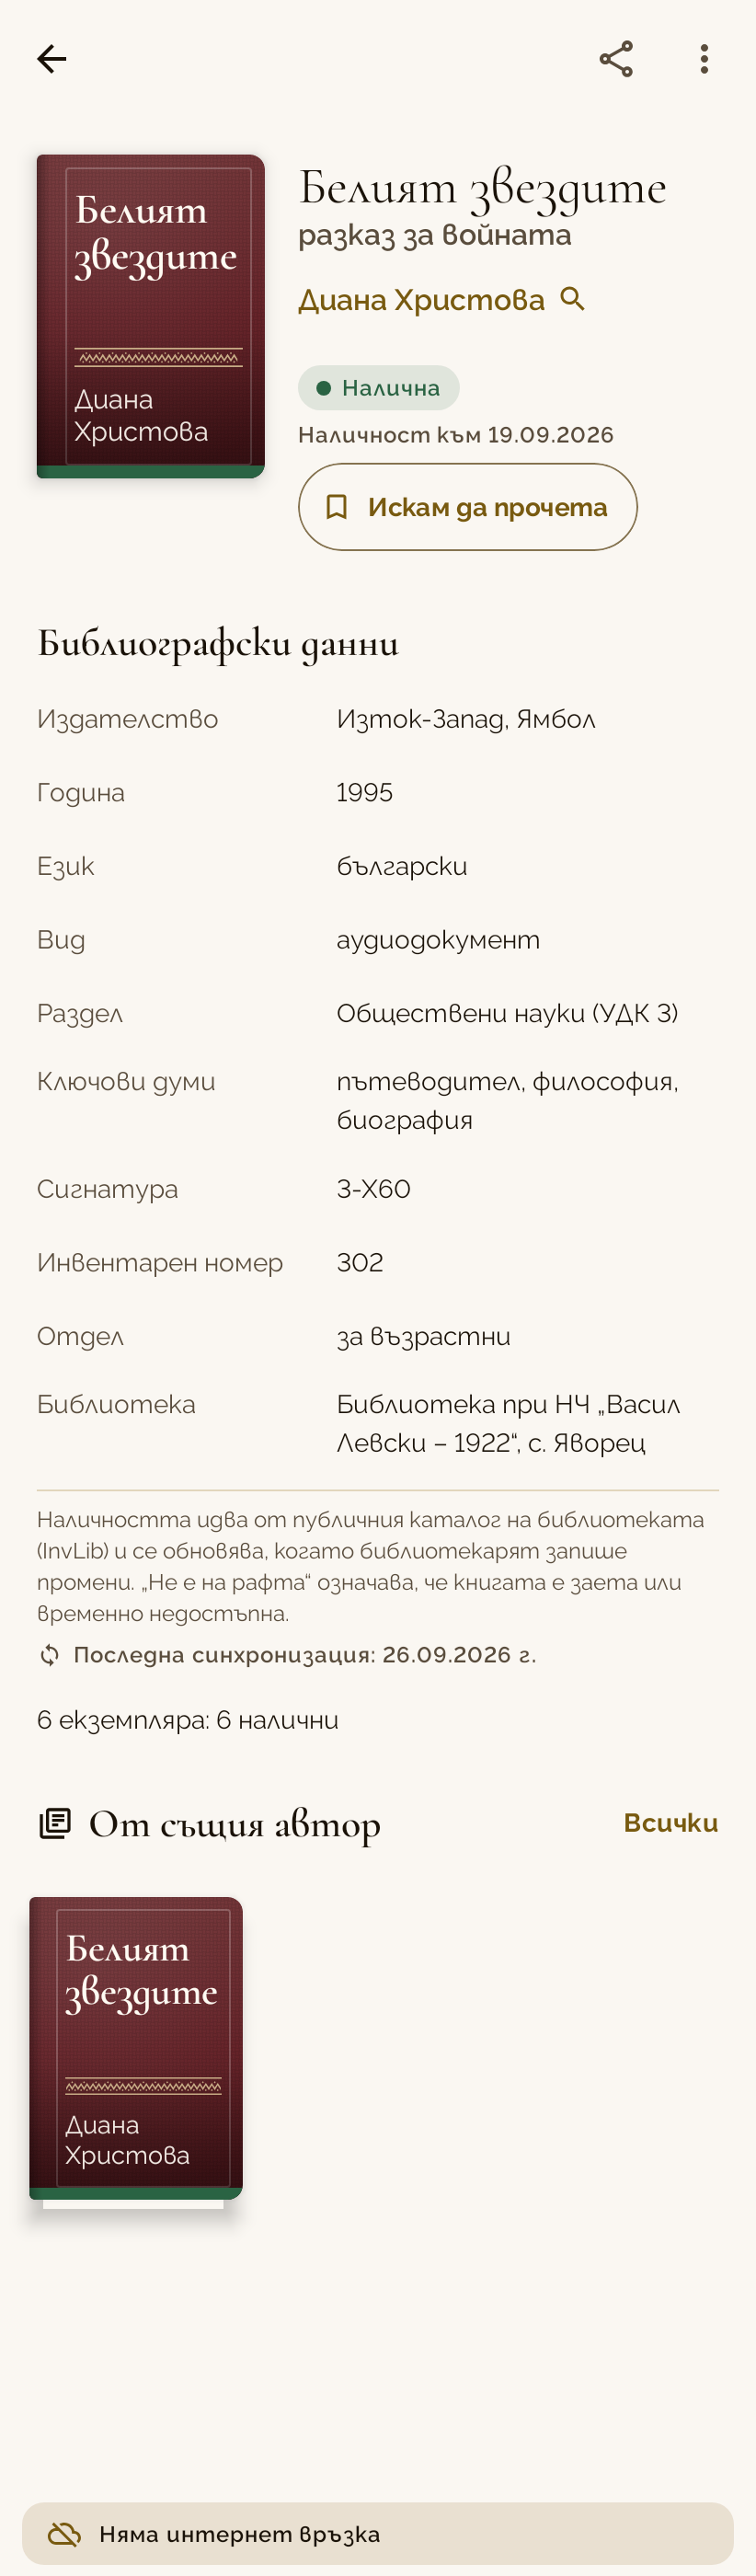 Белият
звездите
Диана
Христова
Белият звездите
разказ за войната
Диана Христова
Налична
Наличност към 19.09.2026
Искам да прочета
Библиографски данни
Издателство
Изток-Запад, Ямбол
Година
1995
Език
български
Вид
аудиодокумент
Раздел
Обществени науки (УДК 3)
Ключови думи
пътеводител, философия,
биография
Сигнатура
3-Х60
Инвентарен номер
302
Отдел
за възрастни
Библиотека
Библиотека при НЧ „Васил
Левски – 1922“, с. Яворец
Наличността идва от публичния каталог на библиотеката
(InvLib) и се обновява, когато библиотекарят запише
промени. „Не е на рафта“ означава, че книгата е заета или
временно недостъпна.
Последна синхронизация: 26.09.2026 г.
6 екземпляра: 6 налични
От същия автор
Всички
Белият
звездите
Диана
Христова
Няма интернет връзка